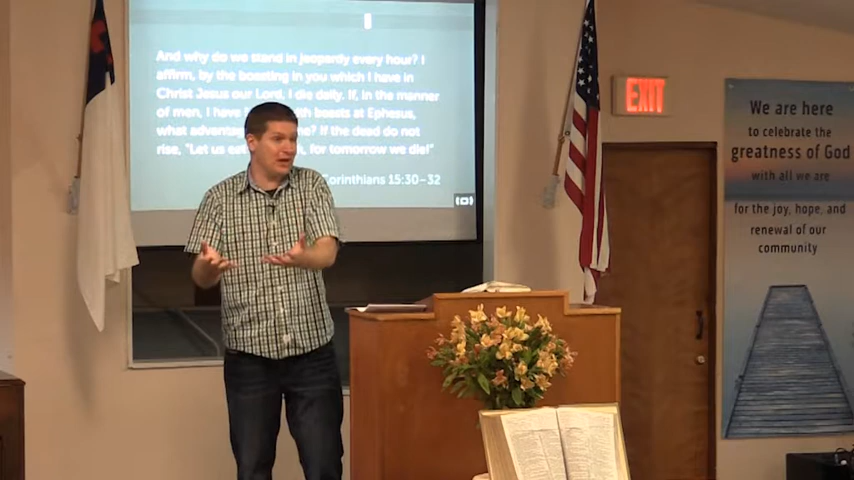 And why do we stand in jeopardy every hour? I
affirm, by the boasting in you which I have in
Christ Jesus our Lord, I die daily. If, in the manner
of men, I have with beasts at Ephesus,
what ? If the dead do not
rise, "Let us for tomorrow we die!"
Corinthians 15:30-32
EXIT
We Are Here
to celebrate the
greatness of God
with all we are
for the joy, hope, and
renewal of our
community.